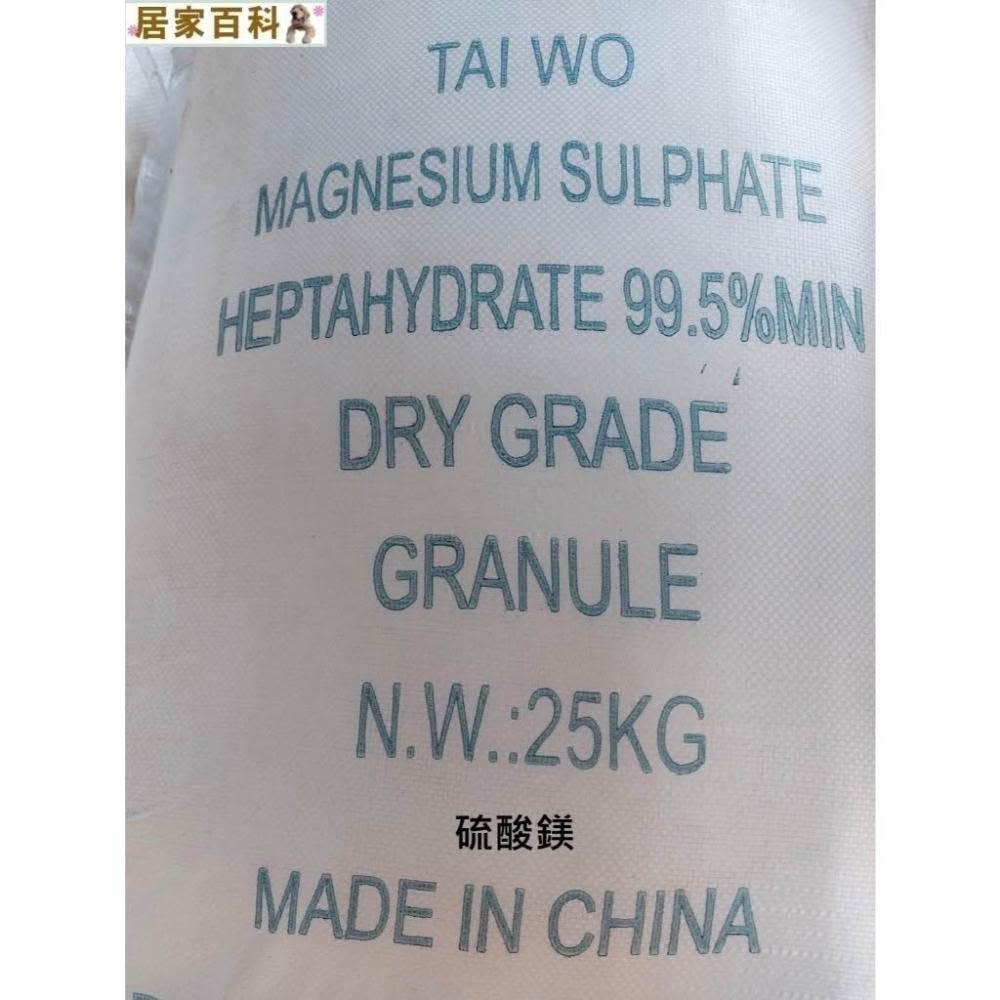 居家百科
TAI WO
MAGNESIUM SULPHATE
HEPTAHYDRATE 99.5%MIN
DRY GRADE
GRANULE
N.W.:25KG
硫酸鎂
MADE IN CHINA